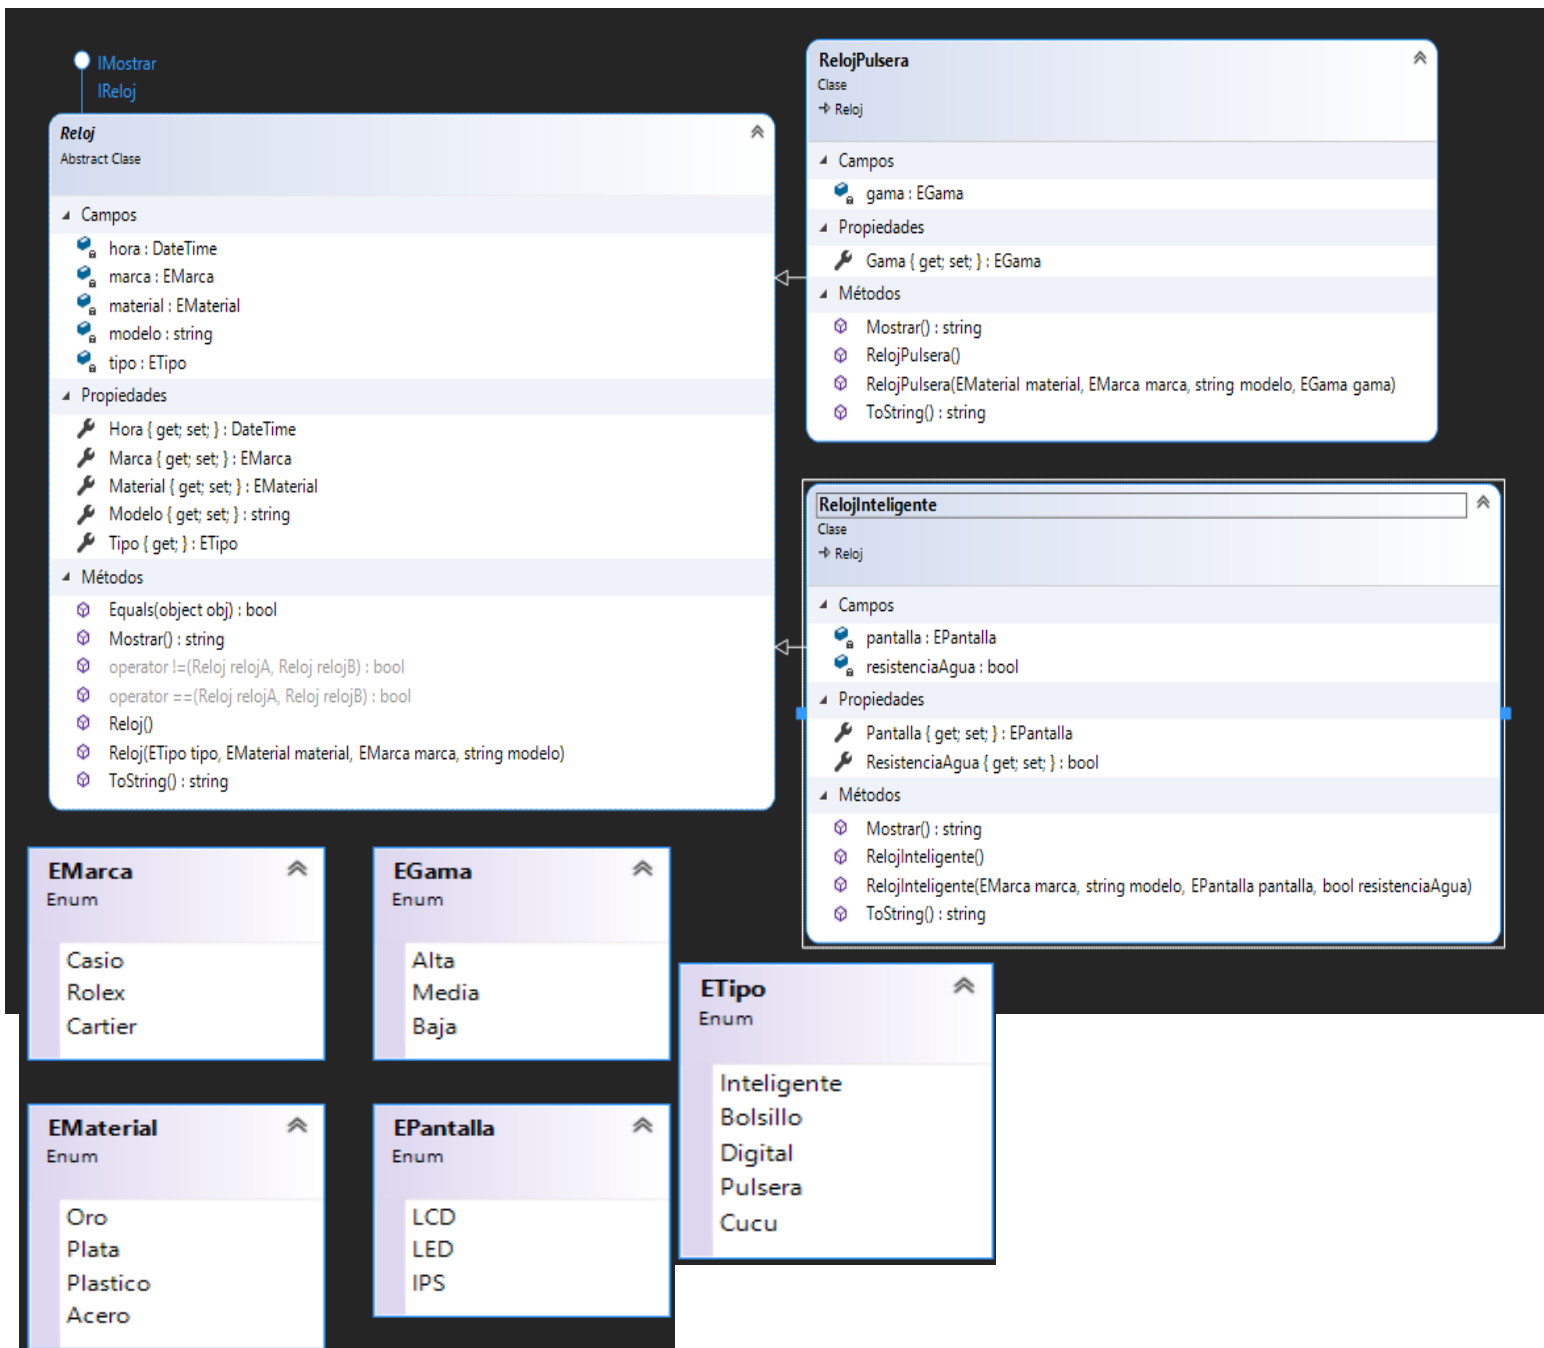 IMostrar
IReloj
Reloj
Abstract Clase
Campos
hora : DateTime
marca : EMarca
material : EMaterial
modelo : string
tipo : ETipo
Propiedades
Hora { get; set; } : DateTime
Marca { get; set; } : EMarca
Material { get; set; } : EMaterial
Modelo { get; set; } : string
Tipo { get; } : ETipo
Métodos
Equals(object obj) : bool
Mostrar() : string
operator !=(Reloj relojA, Reloj relojB) : bool
operator ==(Reloj relojA, Reloj relojB) : bool
Reloj()
Reloj(ETipo tipo, EMaterial material, EMarca marca, string modelo)
ToString() : string
RelojPulsera
Clase
Reloj
Campos
gama : EGama
Propiedades
Gama { get; set; } : EGama
Métodos
Mostrar() : string
RelojPulsera()
RelojPulsera(EMaterial material, EMarca marca, string modelo, EGama gama)
ToString() : string
RelojInteligente
Clase
Reloj
Campos
pantalla : EPantalla
resistenciaAgua : bool
Propiedades
Pantalla { get; set; } : EPantalla
ResistenciaAgua { get; set; } : bool
Métodos
Mostrar() : string
RelojInteligente()
RelojInteligente(EMarca marca, string modelo, EPantalla pantalla, bool resistenciaAgua)
ToString() : string
EMarca
Enum
Casio
Rolex
Cartier
EGama
Enum
Alta
Media
Baja
ETipo
Enum
Inteligente
Bolsillo
Digital
Pulsera
Cucu
EMaterial
Enum
Oro
Plata
Plastico
Acero
EPantalla
Enum
LCD
LED
IPS